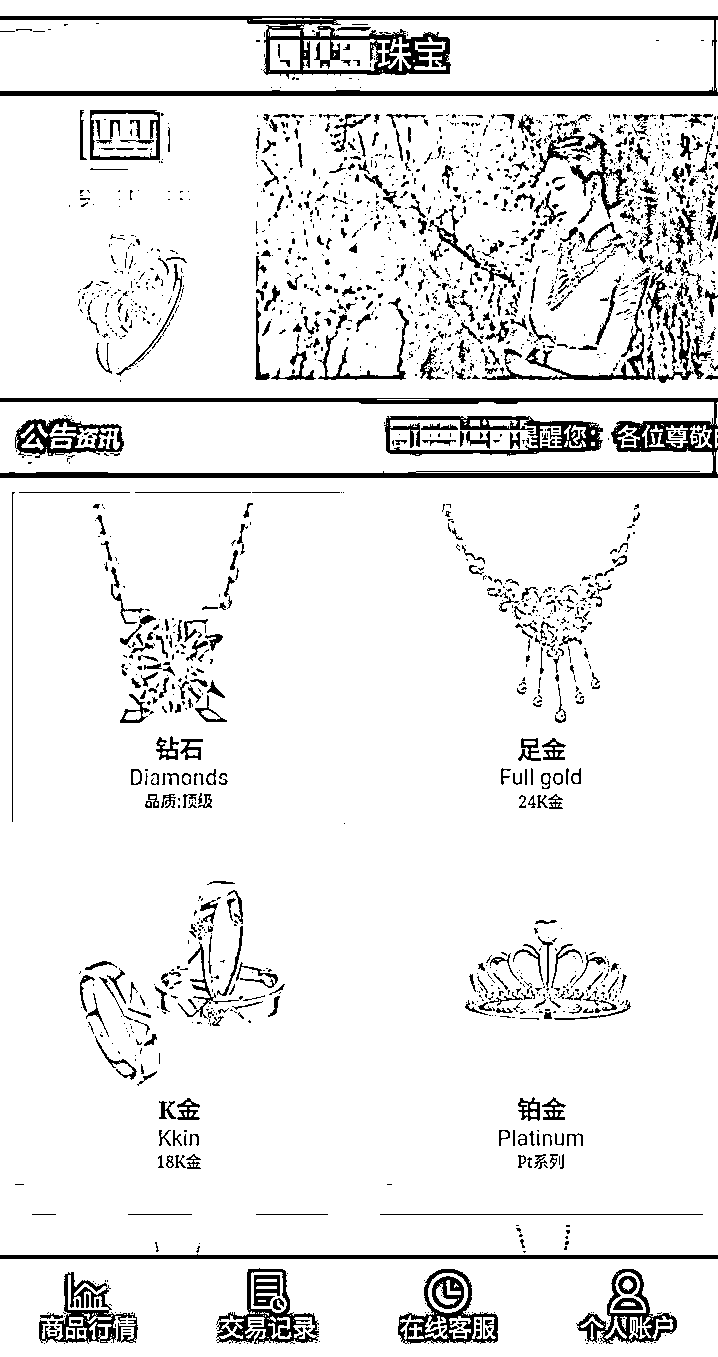 珠宝
公告资讯
提醒您： 各位尊敬
钻石
Diamonds
品质:顶级
足金
Full gold
24K金
K金
Kkin
18K金
铂金
Platinum
Pt系列
商品行情
交易记录
在线客服
个人账户